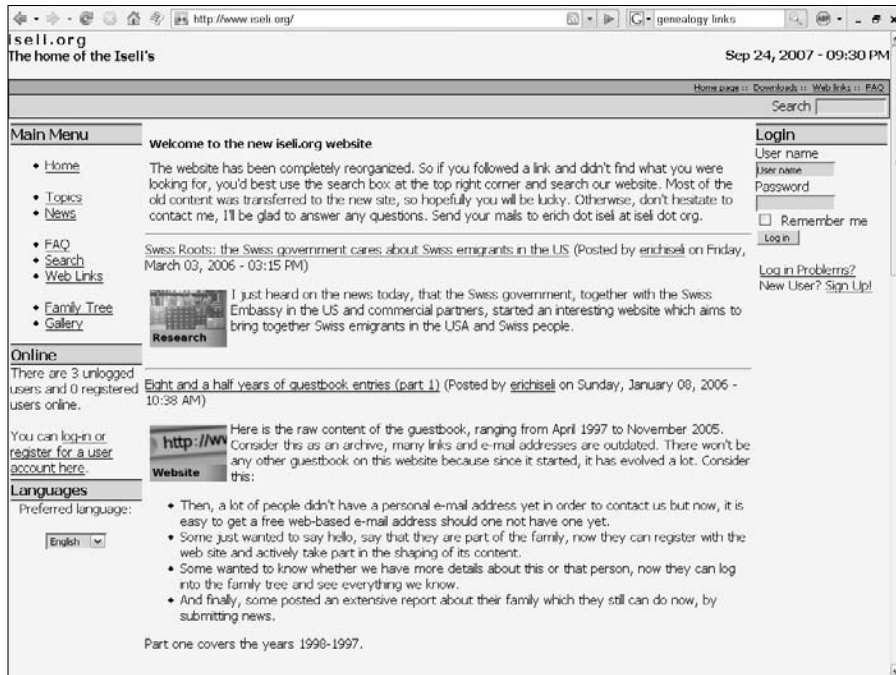 http://www.iseli.org/
genealogy links
iseli.org
The home of the Iseli's
Sep 24, 2007 - 09:30 PM
Home page :: Downloads :: Web links :: FAQ
Search
Main Menu
Home
Topics
News
FAQ
Search
Web Links
Family Tree
Gallery
Online
There are 3 unlogged
users and 0 registered
users online.
You can log-in or
register for a user
account here.
Languages
Preferred language:
English
Welcome to the new iseli.org website
The website has been completely reorganized. So if you followed a link and didn't find what you were
looking for, you'd best use the search box at the top right corner and search our website. Most of the
old content was transferred to the new site, so hopefully you will be lucky. Otherwise, don't hesitate to
contact me, I'll be glad to answer any questions. Send your mails to erich dot iseli at iseli dot org.
Swiss Roots: the Swiss government cares about Swiss emigrants in the US (Posted by erichiseli on Friday,
March 03, 2006 - 03:15 PM)
I just heard on the news today, that the Swiss government, together with the Swiss
Embassy in the US and commercial partners, started an interesting website which aims to
bring together Swiss emigrants in the USA and Swiss people.
Research
Eight and a half years of guestbook entries (part 1) (Posted by erichiseli on Sunday, January 08, 2006 -
10:38 AM)
http://ww
Website
Here is the raw content of the guestbook, ranging from April 1997 to November 2005.
Consider this as an archive, many links and e-mail addresses are outdated. There won't be
any other guestbook on this website because since it started, it has evolved a lot. Consider
this:
Then, a lot of people didn't have a personal e-mail address yet in order to contact us but now, it is
easy to get a free web-based e-mail address should one not have one yet.
Some just wanted to say hello, say that they are part of the family, now they can register with the
web site and actively take part in the shaping of its content.
Some wanted to know whether we have more details about this or that person, now they can log
into the family tree and see everything we know.
And finally, some posted an extensive report about their family which they still can do now, by
submitting news.
Part one covers the years 1998-1997.
Login
User name
User name
Password
Remember me
Log in
Log in Problems?
New User? Sign Up!